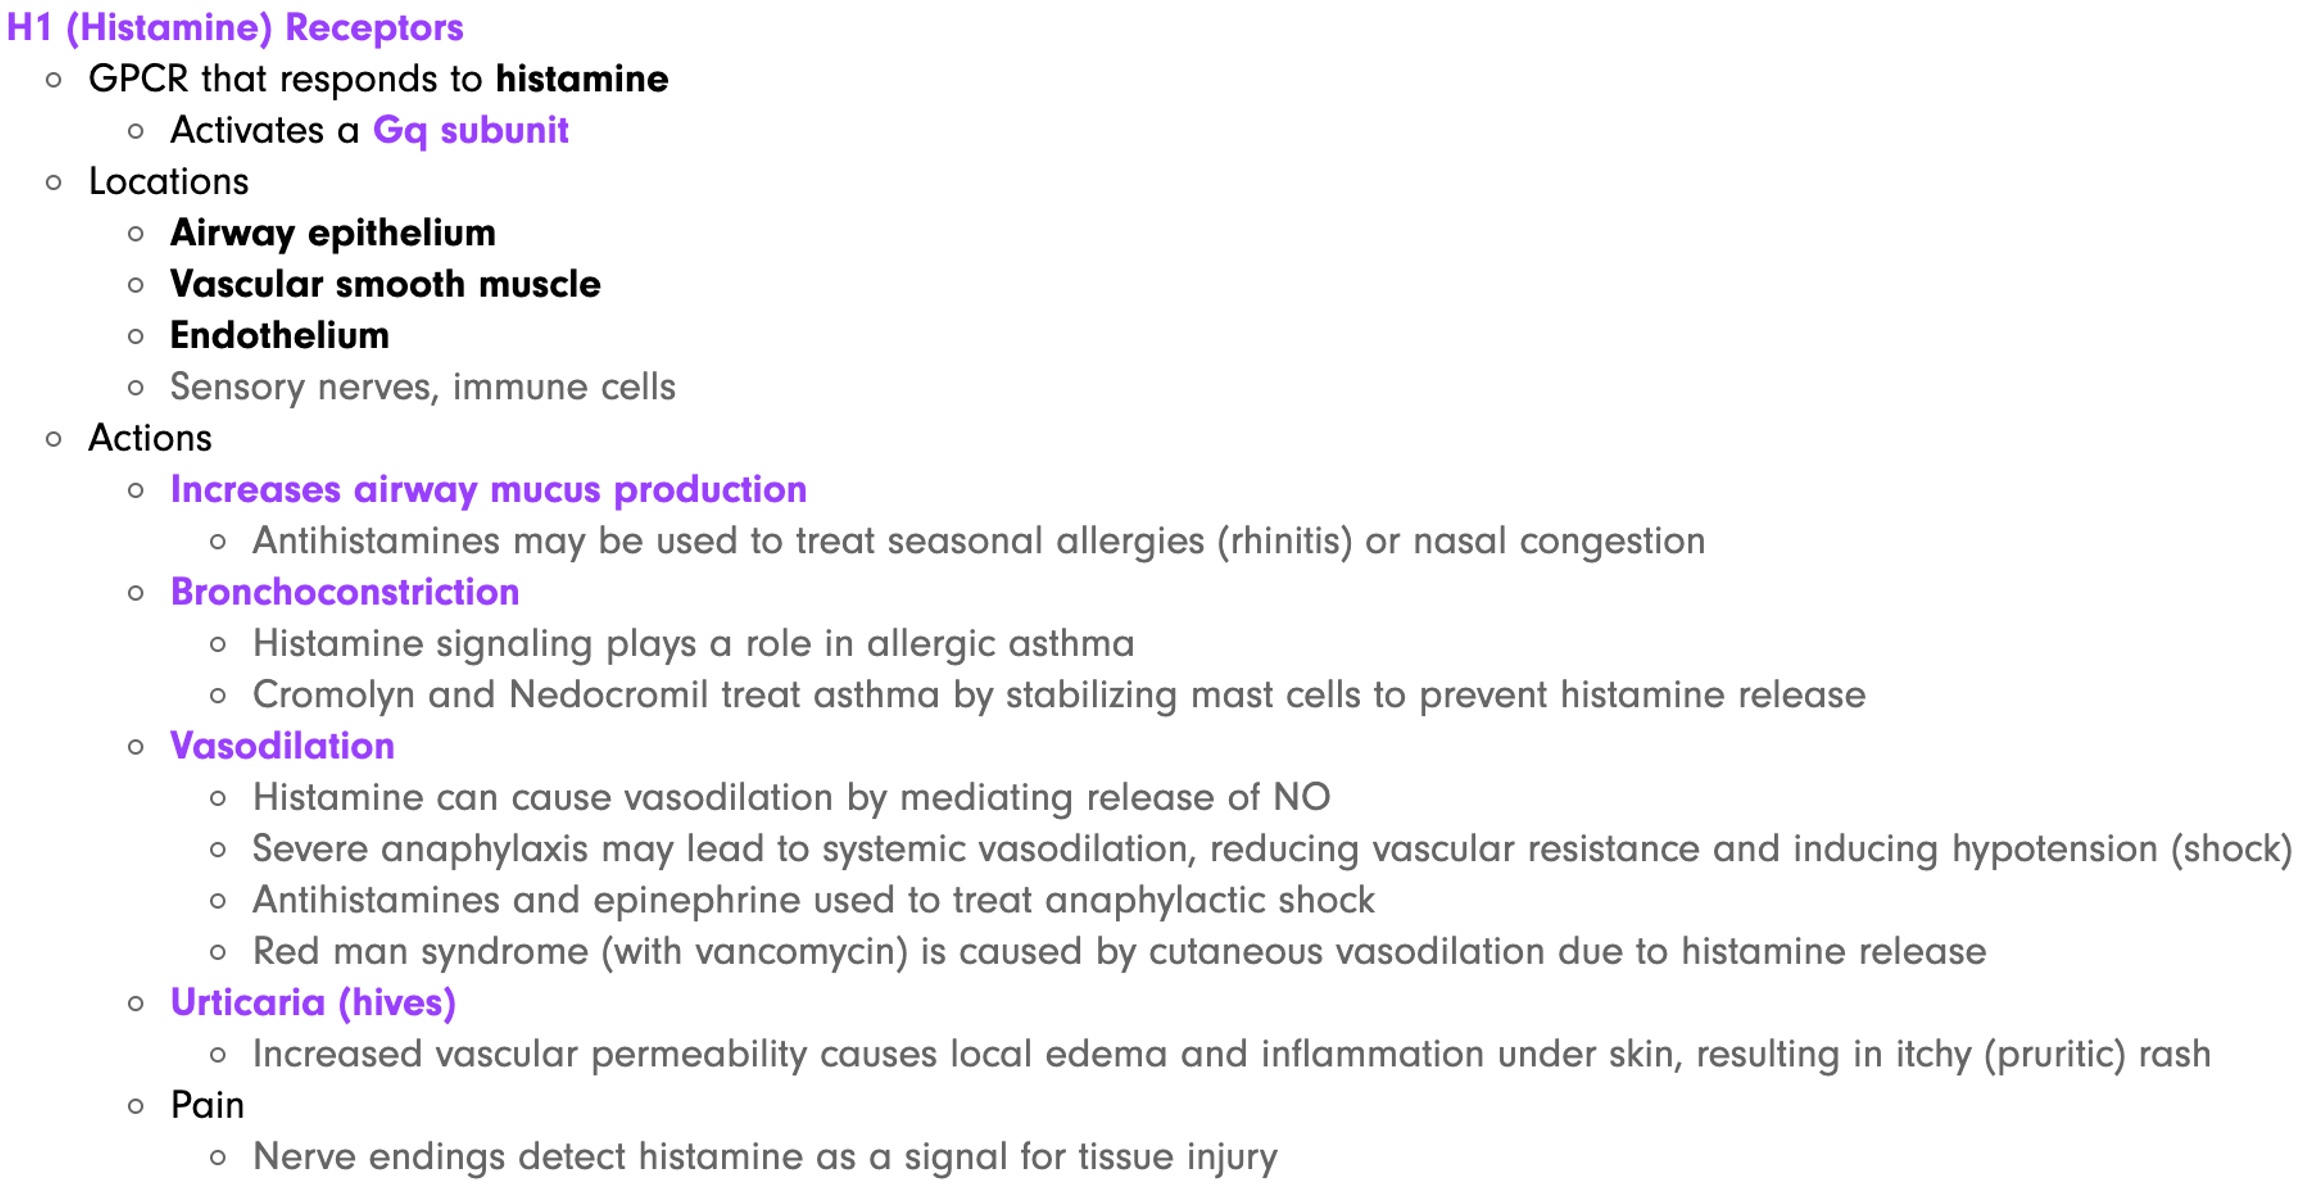 H1 (Histamine) Receptors
GPCR that responds to histamine
Activates a Gq subunit
Locations
Airway epithelium
Vascular smooth muscle
Endothelium
Sensory nerves, immune cells
Actions
Increases airway mucus production
Antihistamines may be used to treat seasonal allergies (rhinitis) or nasal congestion
Bronchoconstriction
Histamine signaling plays a role in allergic asthma
Cromolyn and Nedocromil treat asthma by stabilizing mast cells to prevent histamine release
Vasodilation
Histamine can cause vasodilation by mediating release of NO
Severe anaphylaxis may lead to systemic vasodilation, reducing vascular resistance and inducing hypotension (shock)
Antihistamines and epinephrine used to treat anaphylactic shock
Red man syndrome (with vancomycin) is caused by cutaneous vasodilation due to histamine release
Urticaria (hives)
Increased vascular permeability causes local edema and inflammation under skin, resulting in itchy (pruritic) rash
Pain
Nerve endings detect histamine as a signal for tissue injury